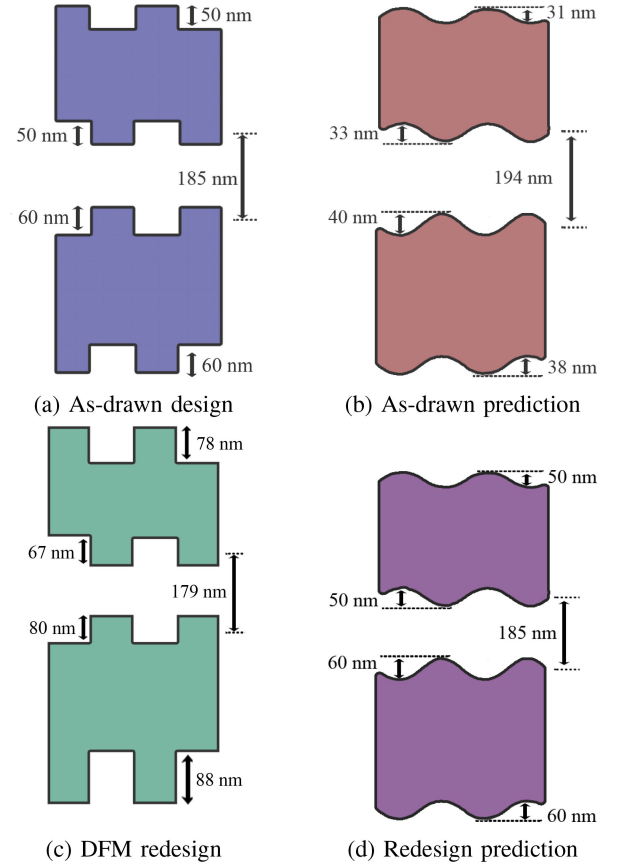 50 nm
50 nm
185 nm
60 nm
60 nm
(a) As-drawn design
31 nm
33 nm
194 nm
40 nm
38 nm
(b) As-drawn prediction
78 nm
67 nm
179 nm
80 nm
88 nm
(c) DFM redesign
50 nm
50 nm
185 nm
60 nm
60 nm
(d) Redesign prediction